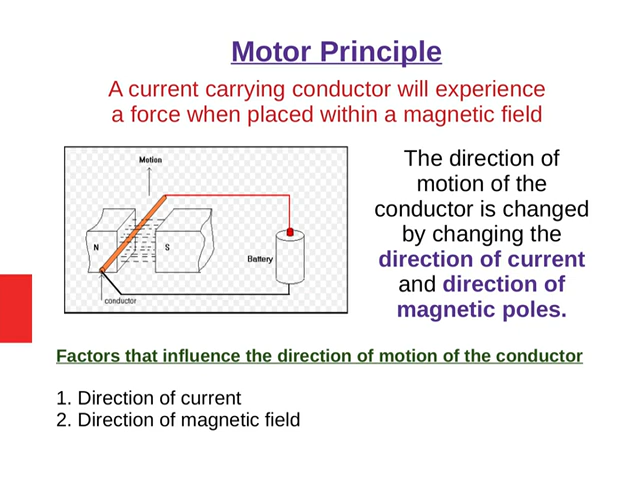 Motor Principle
A current carrying conductor will experience
a force when placed within a magnetic field
Motion
N
S
Battery
conductor
The direction of
motion of the
conductor is changed
by changing the
direction of current
and direction of
magnetic poles.
Factors that influence the direction of motion of the conductor
1. Direction of current
2. Direction of magnetic field